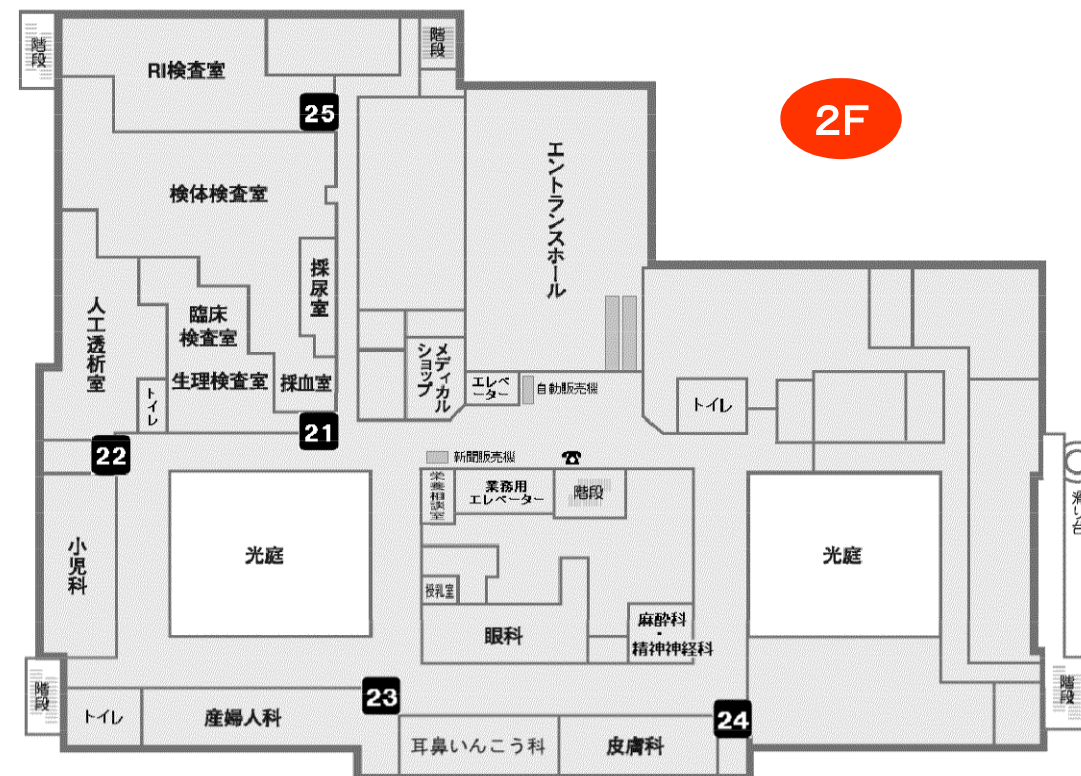 階段
階段
2F
RI検査室
25
検体検査室
エントランスホール
採尿室
人工透析室
臨床
検査室
生理検査室
採血室
トイレ
メディカル
ショップ
エレベ
ーター
自動販売機
トイレ
21
22
新聞販売機
栄養相談室
業務用
エレベーター
階段
滑り台
小児科
光庭
光庭
授乳室
眼科
麻酔科
・
精神神経科
階段
階段
23
24
トイレ
産婦人科
耳鼻いんこう科
皮膚科